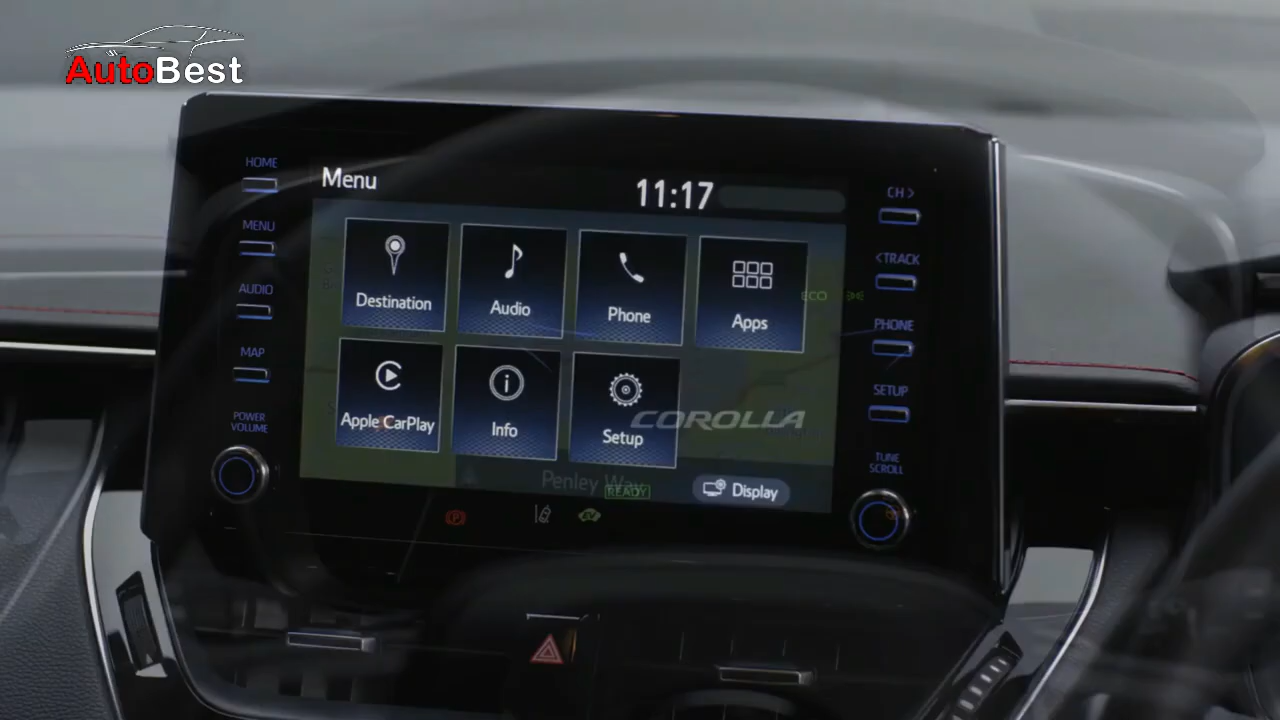 AutoBest
HOME
MENU
AUDIO
MAP
POWER
VOLUME
Menu
11:17
Destination
Audio
Phone
Apps
Apple CarPlay
Info
Setup
COROLLA
Penley Way
READY
Display
ECO
CH >
<TRACK
PHONE
SETUP
TUNE
SCROLL
EV